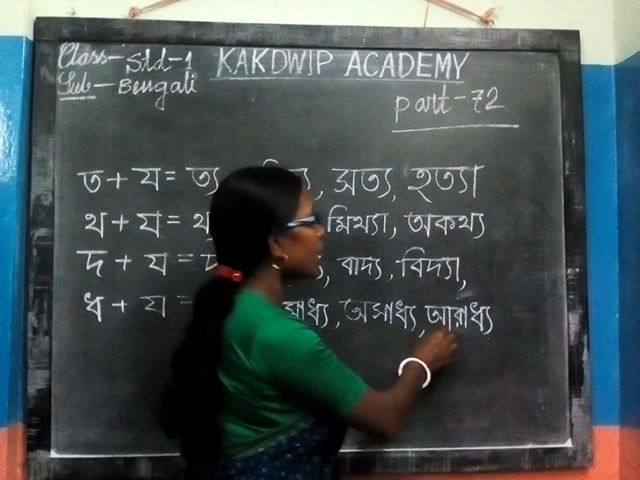 Class-Std-1 KAKDWIP ACADEMY
Sub-Bengali
part-72
ত + য = ত্য, সত্য, হত্যা
থ + য = মিথ্যা, অকথ্য
দ + য = বাদ্য, বিদ্যা,
ধ + য = সাধ্য, অসাধ্য, আরাধ্য